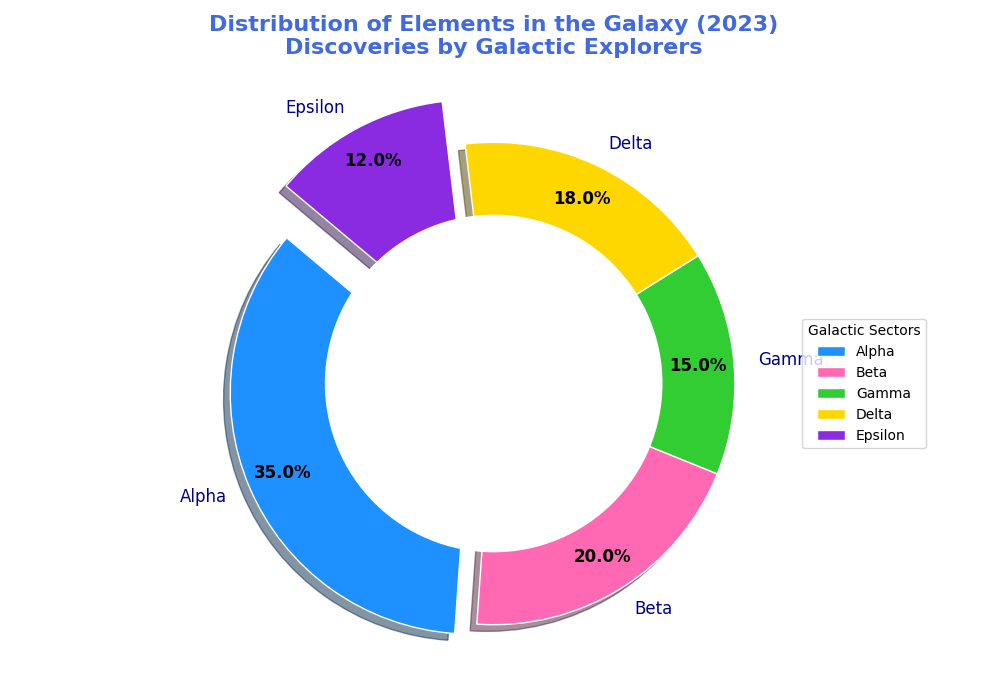 Distribution of Elements in the Galaxy (2023)
Discoveries by Galactic Explorers
Epsilon
12.0%
Delta
18.0%
Gamma
15.0%
Alpha
35.0%
Beta
20.0%
Galactic Sectors
Alpha
Beta
Gamma
Delta
Epsilon